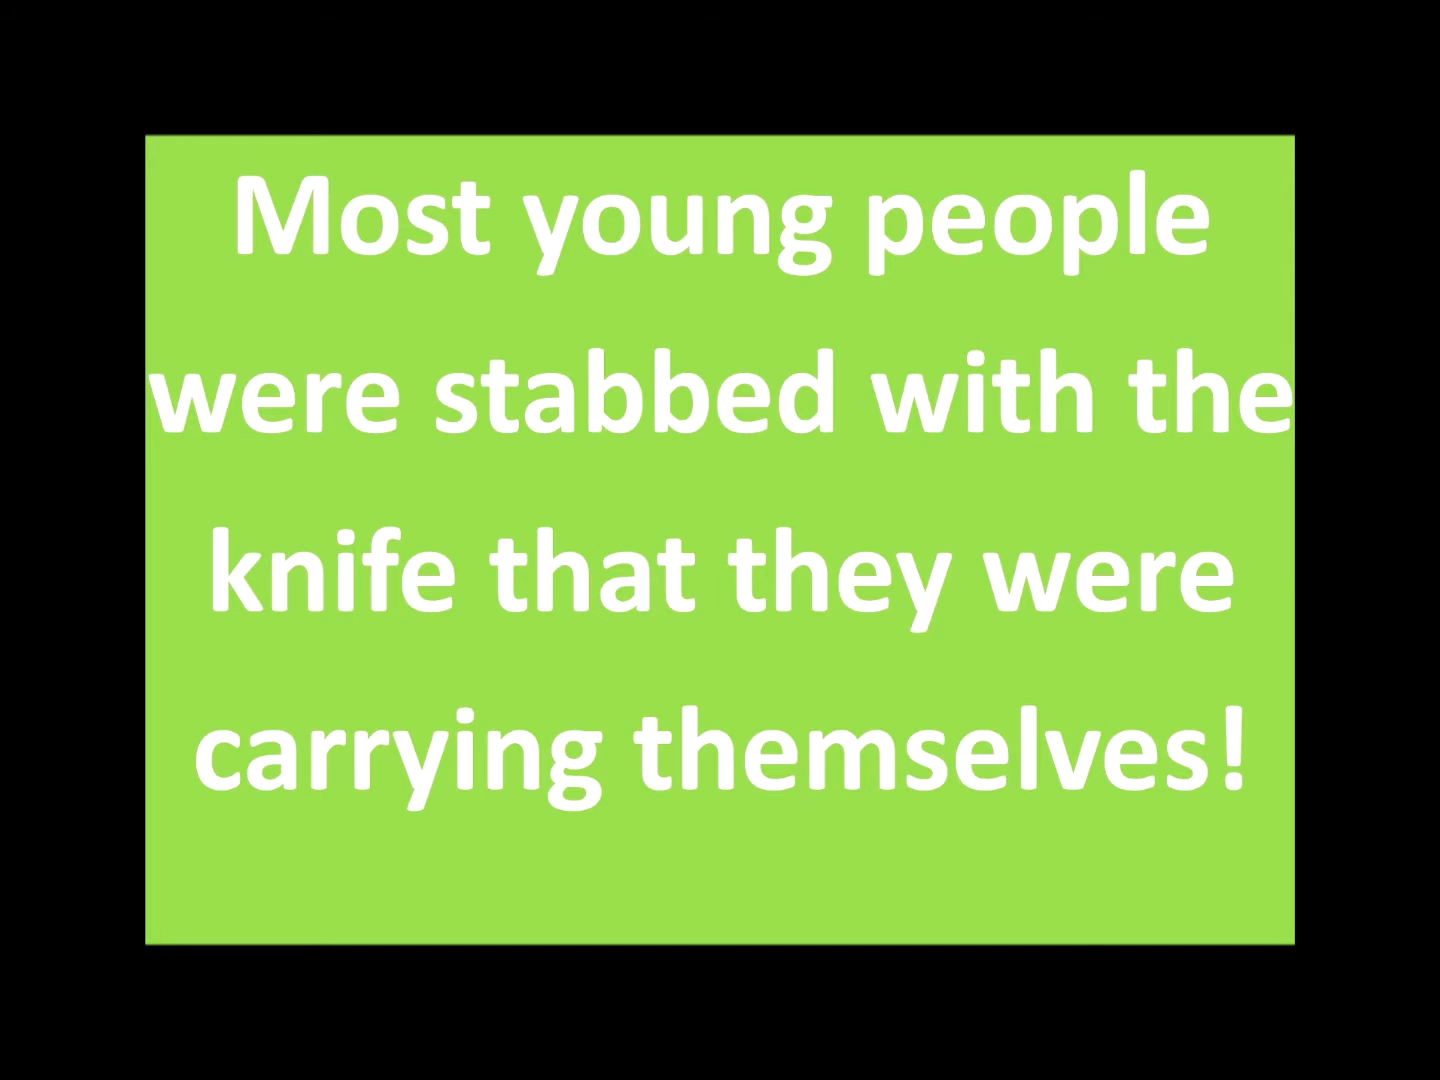 Most young people
were stabbed with the
knife that they were
carrying themselves!